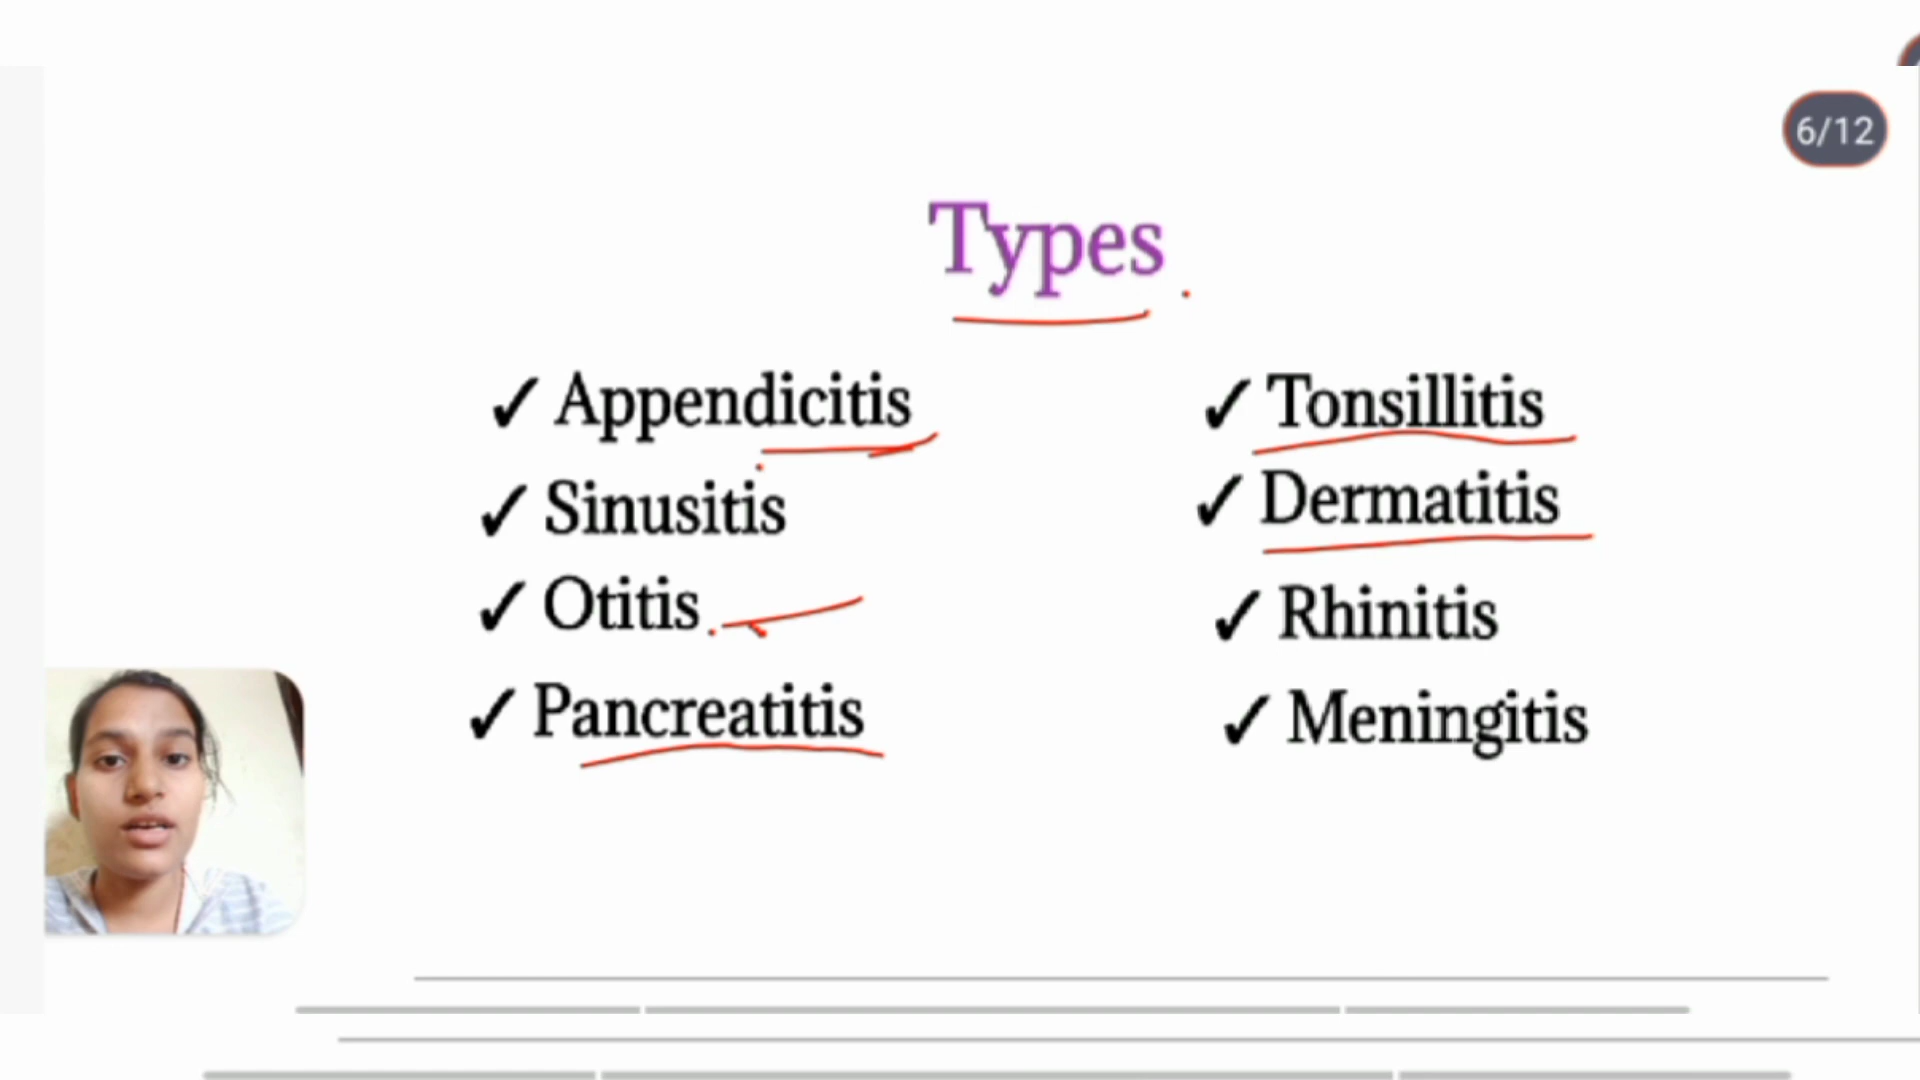 6/12
Types
✓ Appendicitis
✓ Sinusitis
✓ Otitis
✓ Pancreatitis
✓ Tonsillitis
✓ Dermatitis
✓ Rhinitis
✓ Meningitis